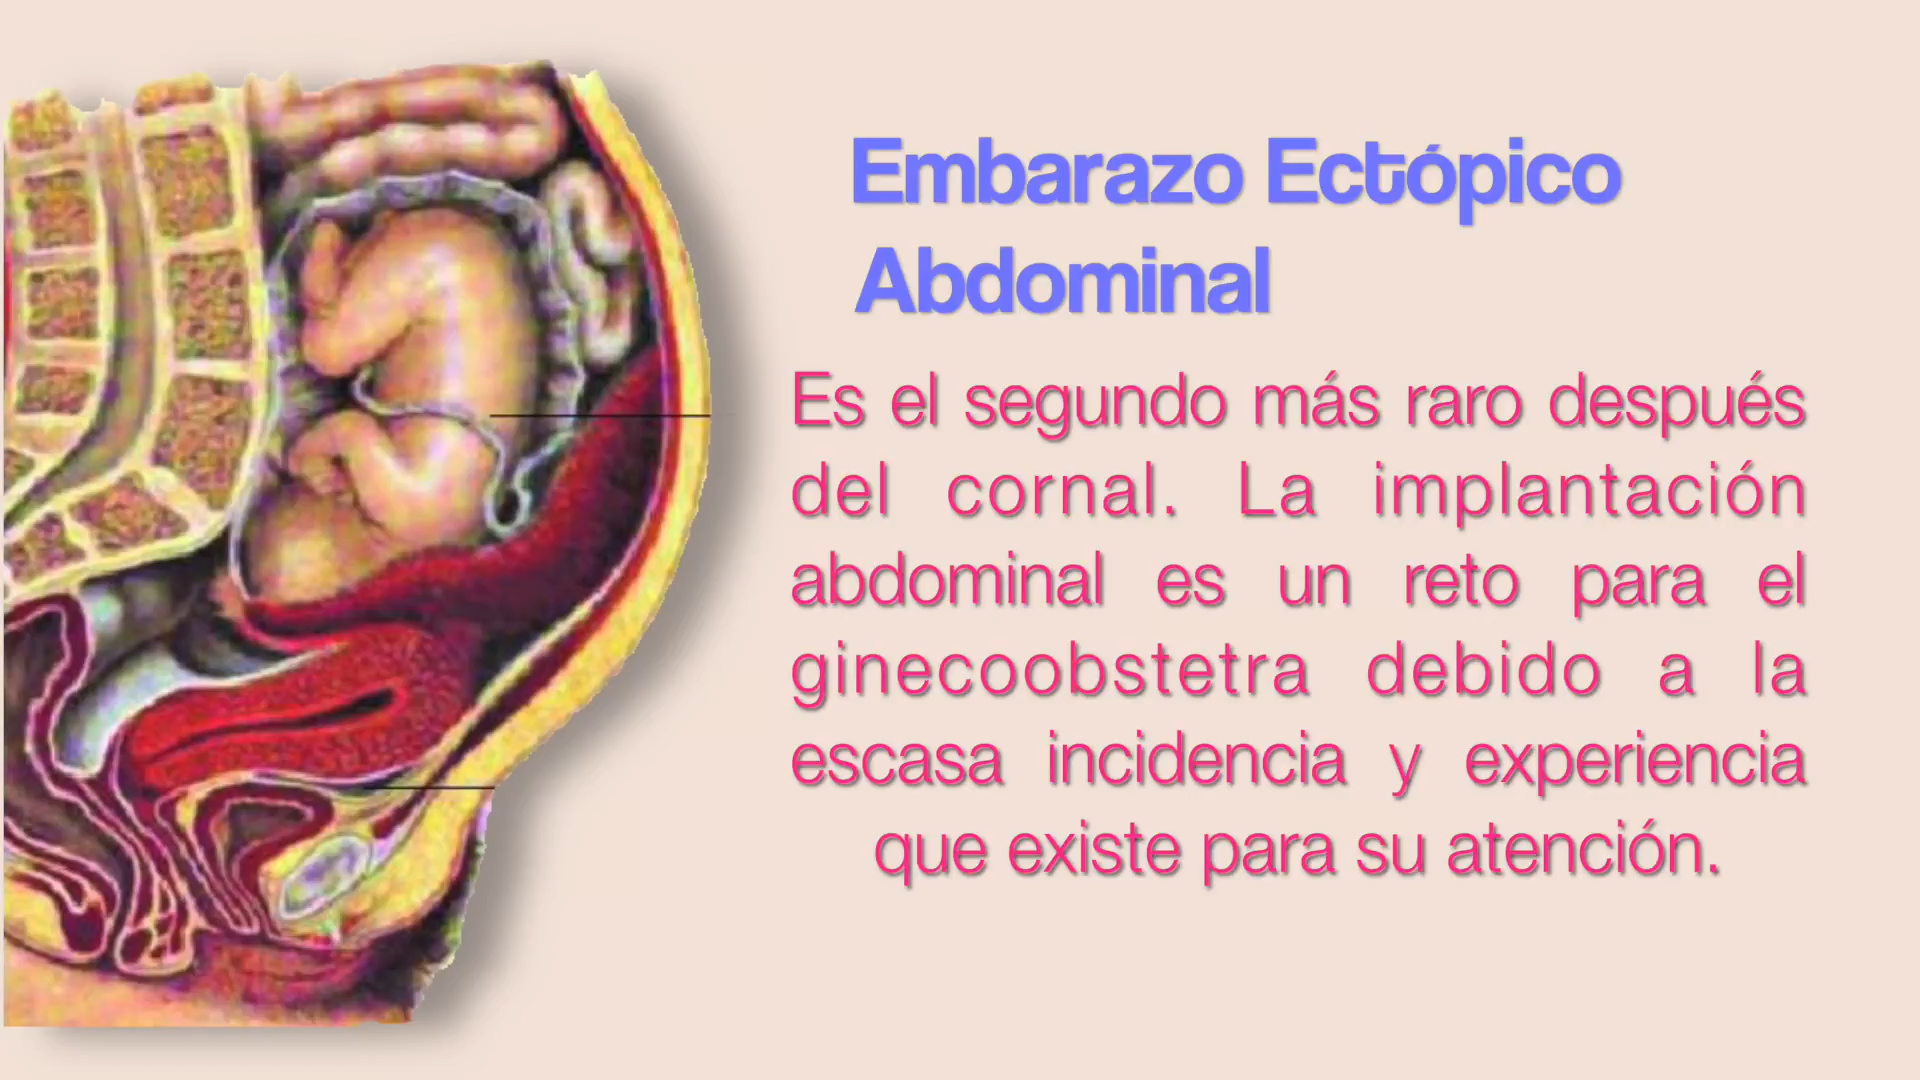 Embarazo Ectópico
Abdominal
Es el segundo más raro después
del cornal. La implantación
abdominal es un reto para el
ginecoobstetra debido a la
escasa incidencia y experiencia
que existe para su atención.